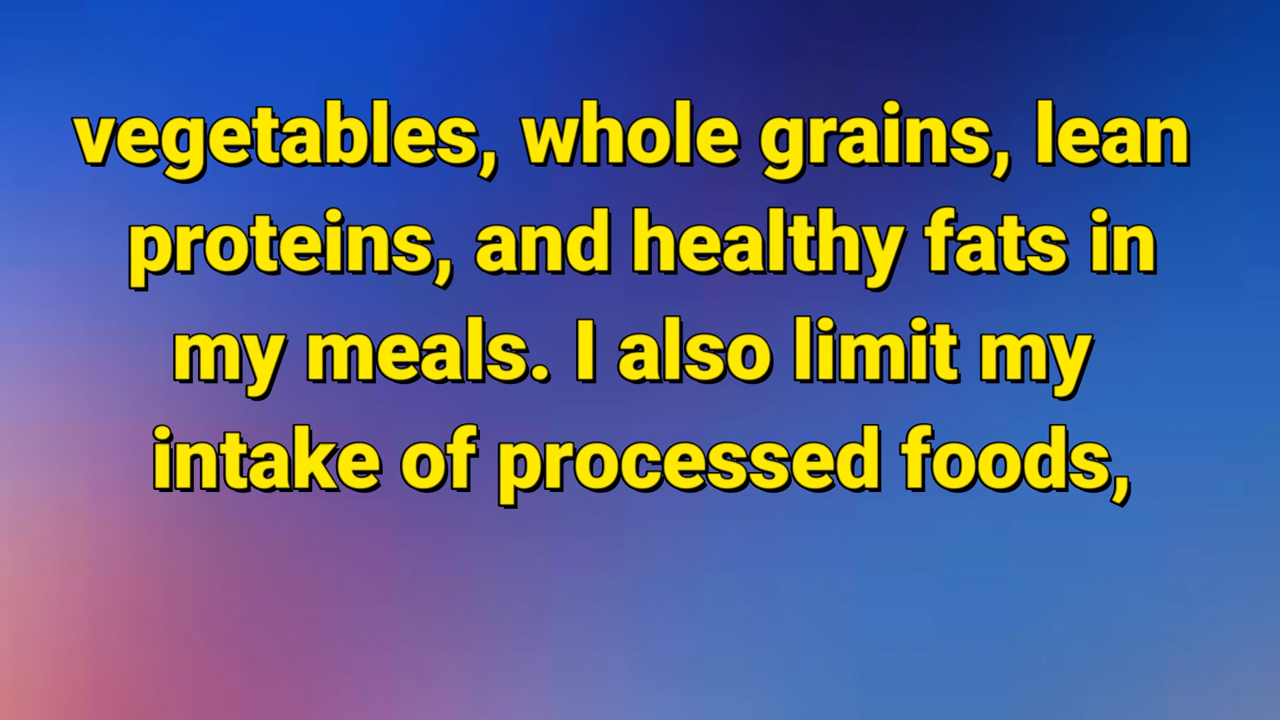 vegetables, whole grains, lean
proteins, and healthy fats in
my meals. I also limit my
intake of processed foods,